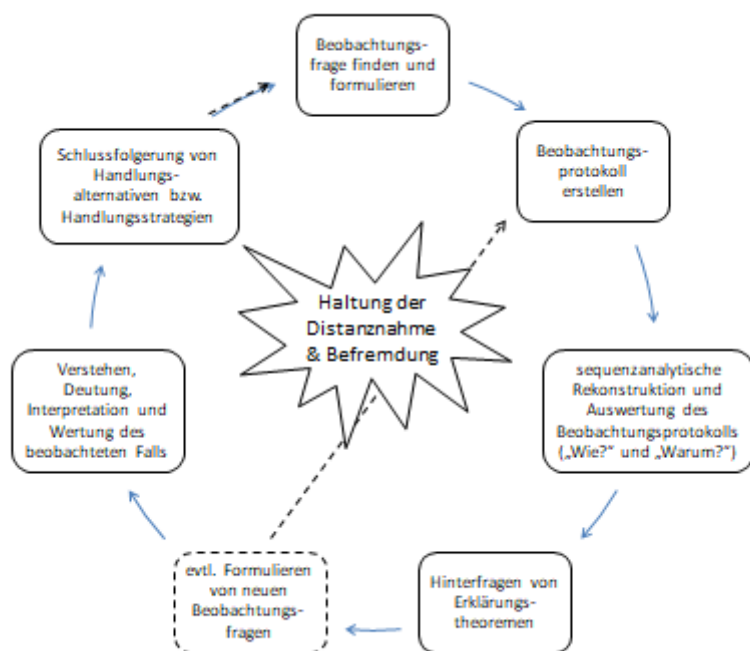 Beobachtungs-
frage finden und
formulieren
Beobachtungs-
protokoll
erstellen
sequenzanalytische
Rekonstruktion und
Auswertung des
Beobachtungsprotokolls
(„Wie?“ und „Warum?“)
Hinterfragen von
Erklärungs-
theoremen
evtl. Formulieren
von neuen
Beobachtungs-
fragen
Verstehen,
Deutung,
Interpretation und
Wertung des
beobachteten Falls
Schlussfolgerung von
Handlungs-
alternativen bzw.
Handlungsstrategien
Haltung der
Distanznahme
& Befremdung